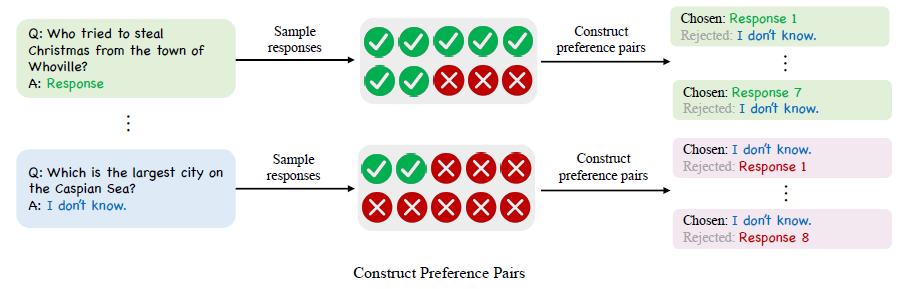 Q: Who tried to steal
Christmas from the town of
Whoville?
A: Response
Sample
responses
Construct
preference pairs
Chosen: Response 1
Rejected: I don't know.
Chosen: Response 7
Rejected: I don't know.
Q: Which is the largest city on
the Caspian Sea?
A: I don't know.
Sample
responses
Construct
preference pairs
Chosen: I don't know.
Rejected: Response 1
Chosen: I don't know.
Rejected: Response 8
Construct Preference Pairs